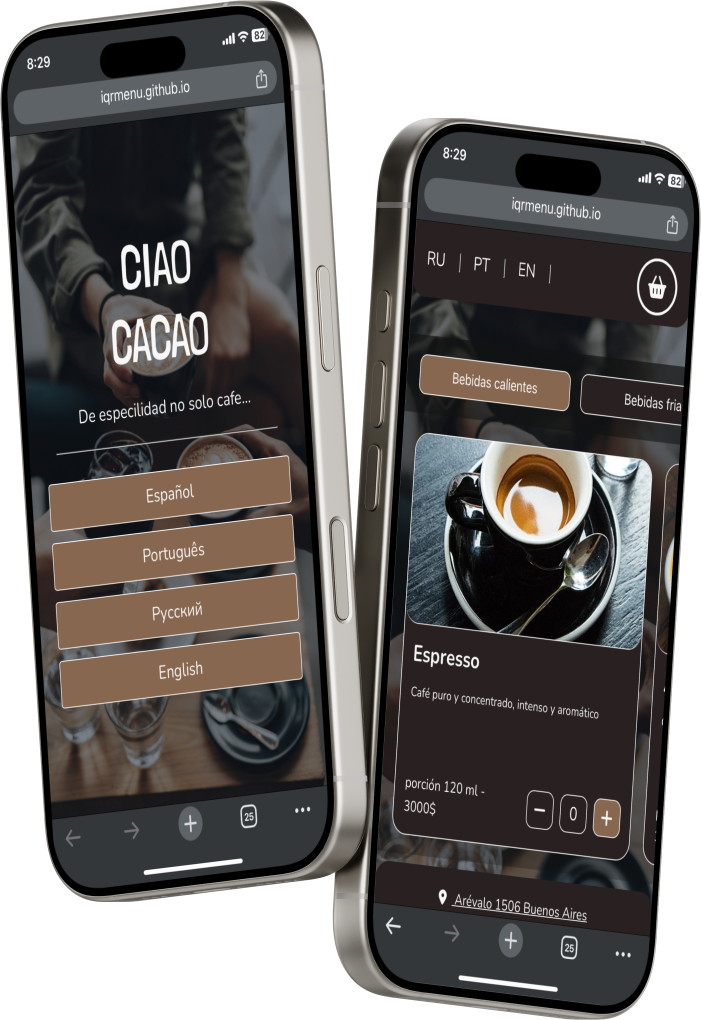 8:29
82
iqrmenu.github.io
CIAO
CACAO
De especilidad no solo cafe...
Español
Português
Русский
English
25
8:29
82
iqrmenu.github.io
RU | PT | EN |
Bebidas calientes
Bebidas fria
Espresso
Café puro y concentrado, intenso y aromático
porción 120 ml -
3000$
0
Arévalo 1506 Buenos Aires
25